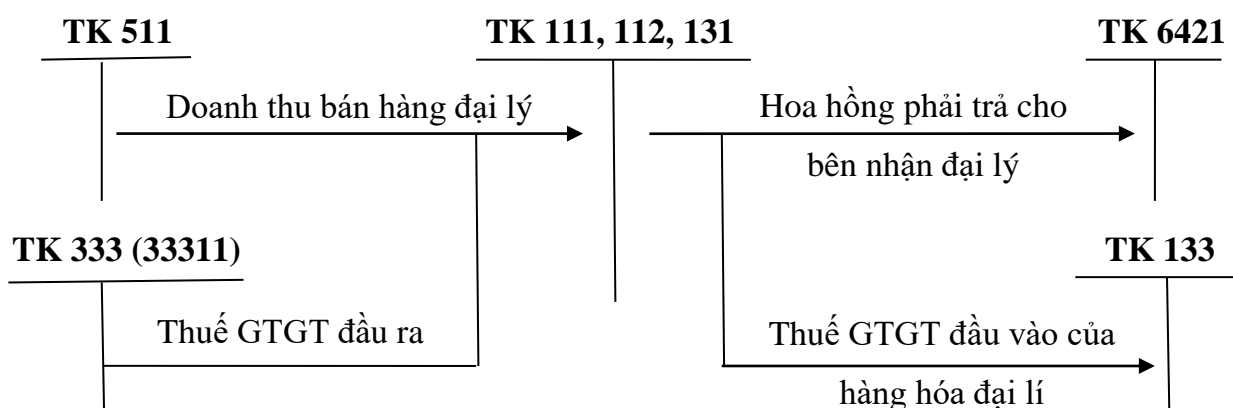 TK 511
TK 111, 112, 131
TK 6421
Doanh thu bán hàng đại lý
Hoa hồng phải trả cho
bên nhận đại lý
TK 333 (33311)
TK 133
Thuế GTGT đầu ra
Thuế GTGT đầu vào của
hàng hóa đại lí